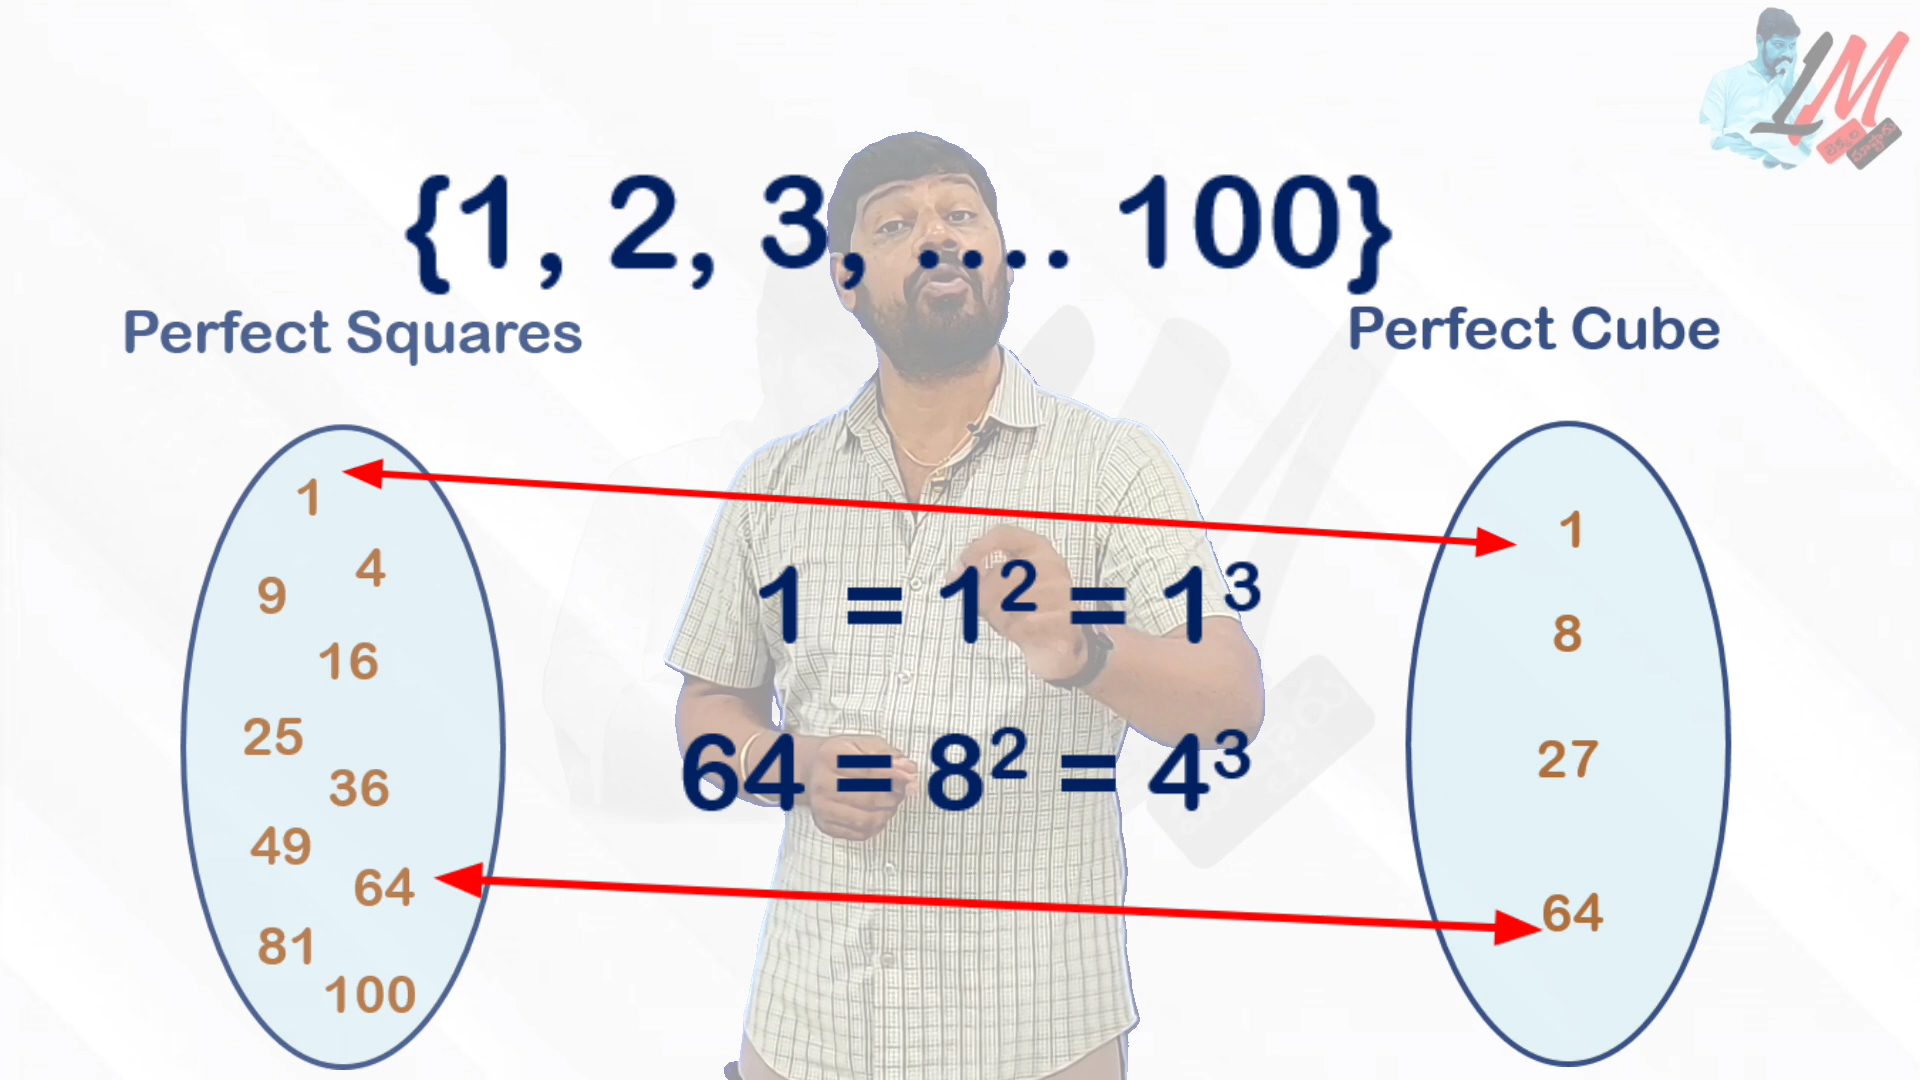 LM
{1, 2, 3, .... 100}
Perfect Squares
Perfect Cube
1
4
9
16
25
36
49
64
81
100
1 = 1² = 1³
64 = 8² = 4³
1
8
27
64